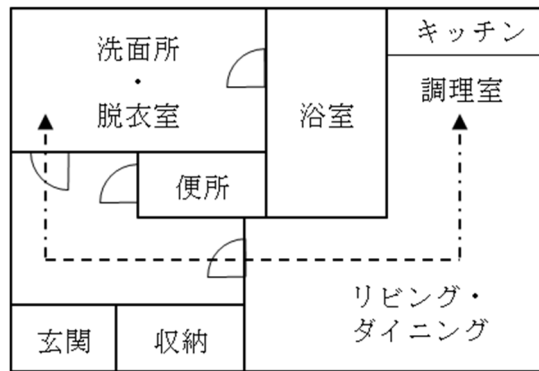 洗面所
・
脱衣室
浴室
キッチン
調理室
便所
リビング・
ダイニング
玄関
収納